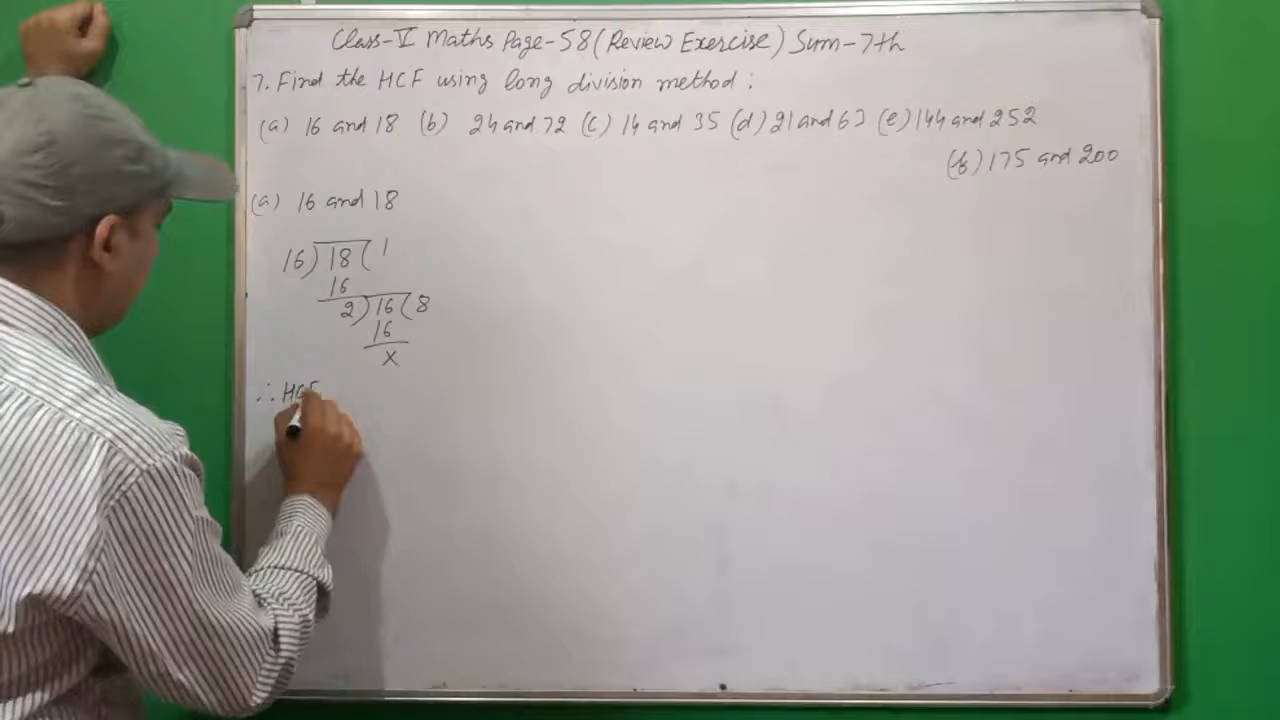 Class-V Maths Page-58 (Review Exercise) Sum-7th
7. Find the HCF using long division method :
(a) 16 and 18 (b) 24 and 72 (c) 14 and 35 (d) 21 and 63 (e) 144 and 252
(f) 175 and 200
(a) 16 and 18
16) 18 ( 1
16
2) 16 ( 8
16
x
∴ HCF